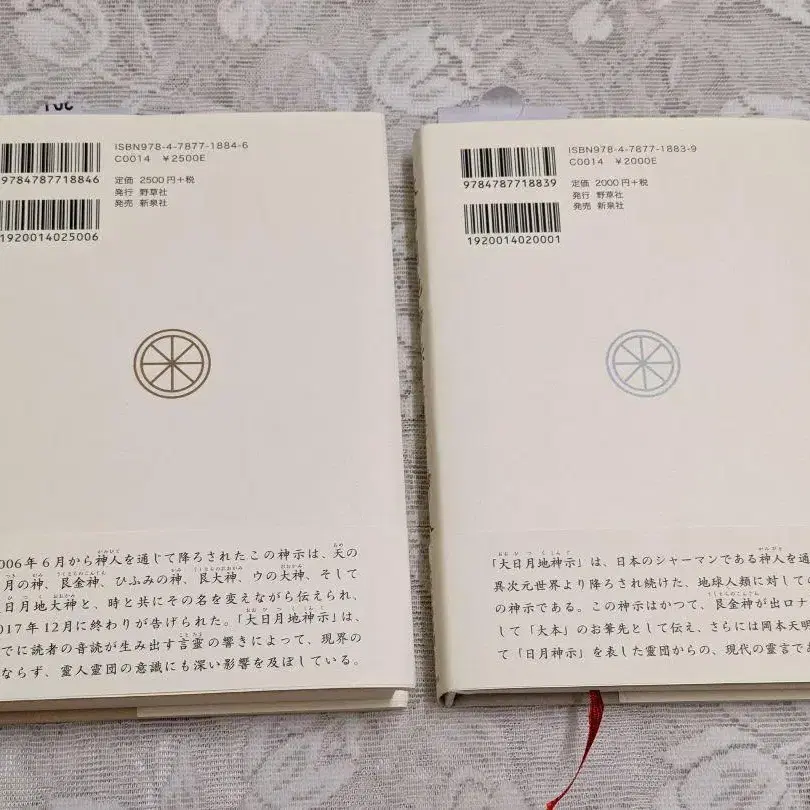 ISBN978-4-7877-1884-6
C0014 ¥2500E
9784787718846
定価 2500円+税
発行 野草社
発売 新泉社
1920014025006
006年6月から神人を通じて降ろされたこの神示は、天の
月の神、艮金神、ひふみの神、艮大神、ウの大神、そして
日月地大神と、時と共にその名を変えながら伝えられ、
017年12月に終わりが告げられた。「大日月地神示」は、
でに読者の音読が生み出す言霊の響きによって、現界の
ならず、霊人霊団の意識にも深い影響を及ぼしている。
ISBN978-4-7877-1883-9
C0014 ¥2000E
9784787718839
定価 2000円+税
発行 野草社
発売 新泉社
1920014020001
「大日月地神示」は、日本のシャーマンである神人を通
異次元世界より降ろされ続けた、地球人類に対しての
の神示である。この神示はかつて、艮金神が出口ナ
して「大本」のお筆先として伝え、さらには岡本天明
て「日月神示」を表した霊団からの、現代の霊言であ